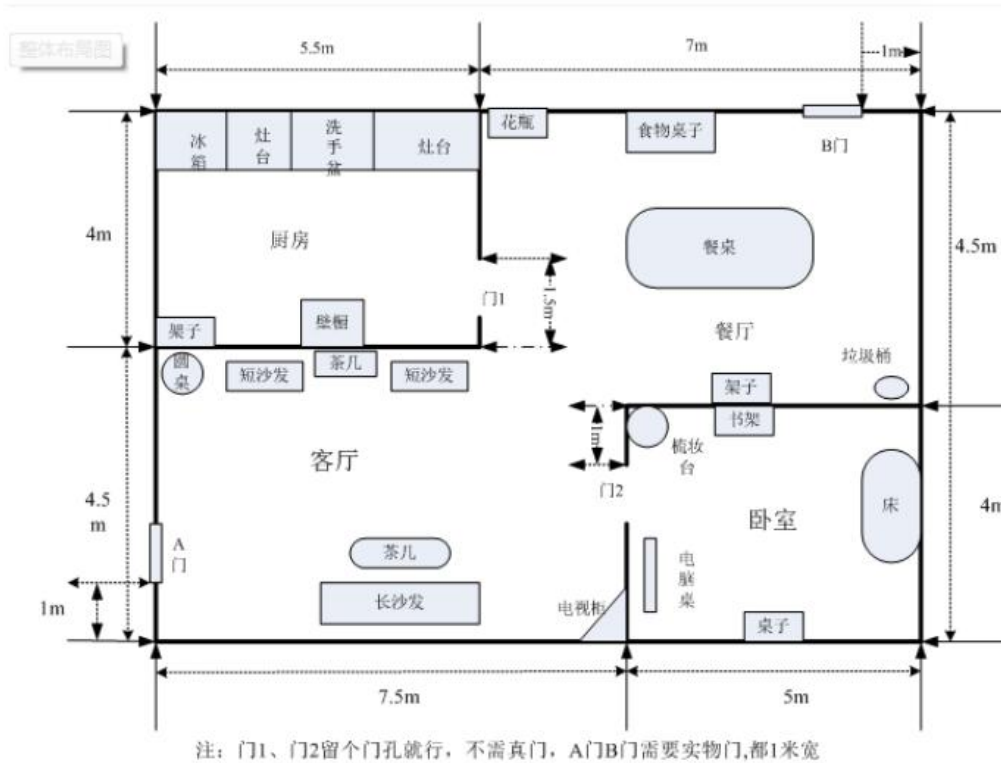 整体布局图
5.5m
7m
1m
冰箱
灶台
洗手盆
灶台
花瓶
食物桌子
B门
4m
厨房
餐桌
4.5m
门1
1.5m
餐厅
架子
壁橱
垃圾桶
圆桌
短沙发
茶几
短沙发
架子
书架
1m
梳妆台
客厅
门2
床
4.5m
卧室
4m
A门
茶几
电脑桌
1m
长沙发
电视柜
桌子
7.5m
5m
注：门1、门2留个门孔就行，不需真门，A门B门需要实物门,都1米宽